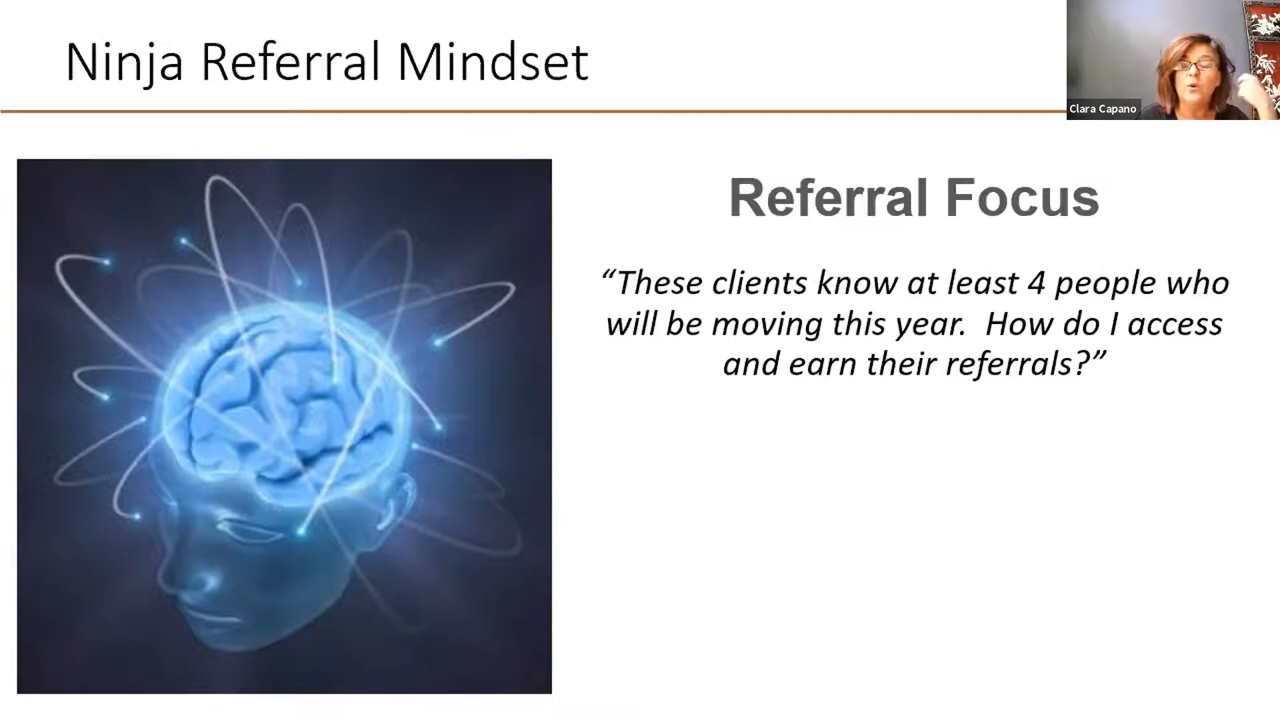 Ninja Referral Mindset
Clara Capano
Referral Focus
“These clients know at least 4 people who
will be moving this year.  How do I access
and earn their referrals?”